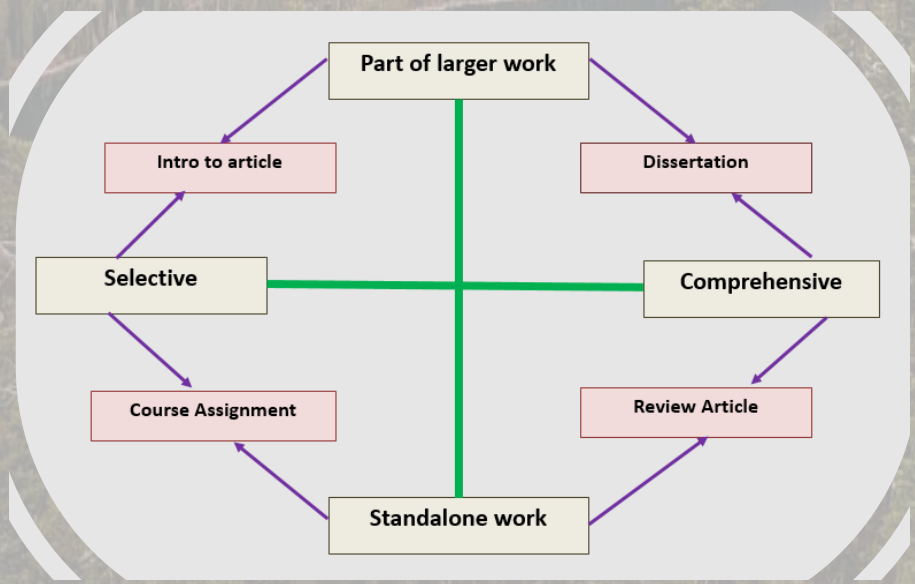 Part of larger work
Intro to article
Dissertation
Selective
Comprehensive
Course Assignment
Review Article
Standalone work